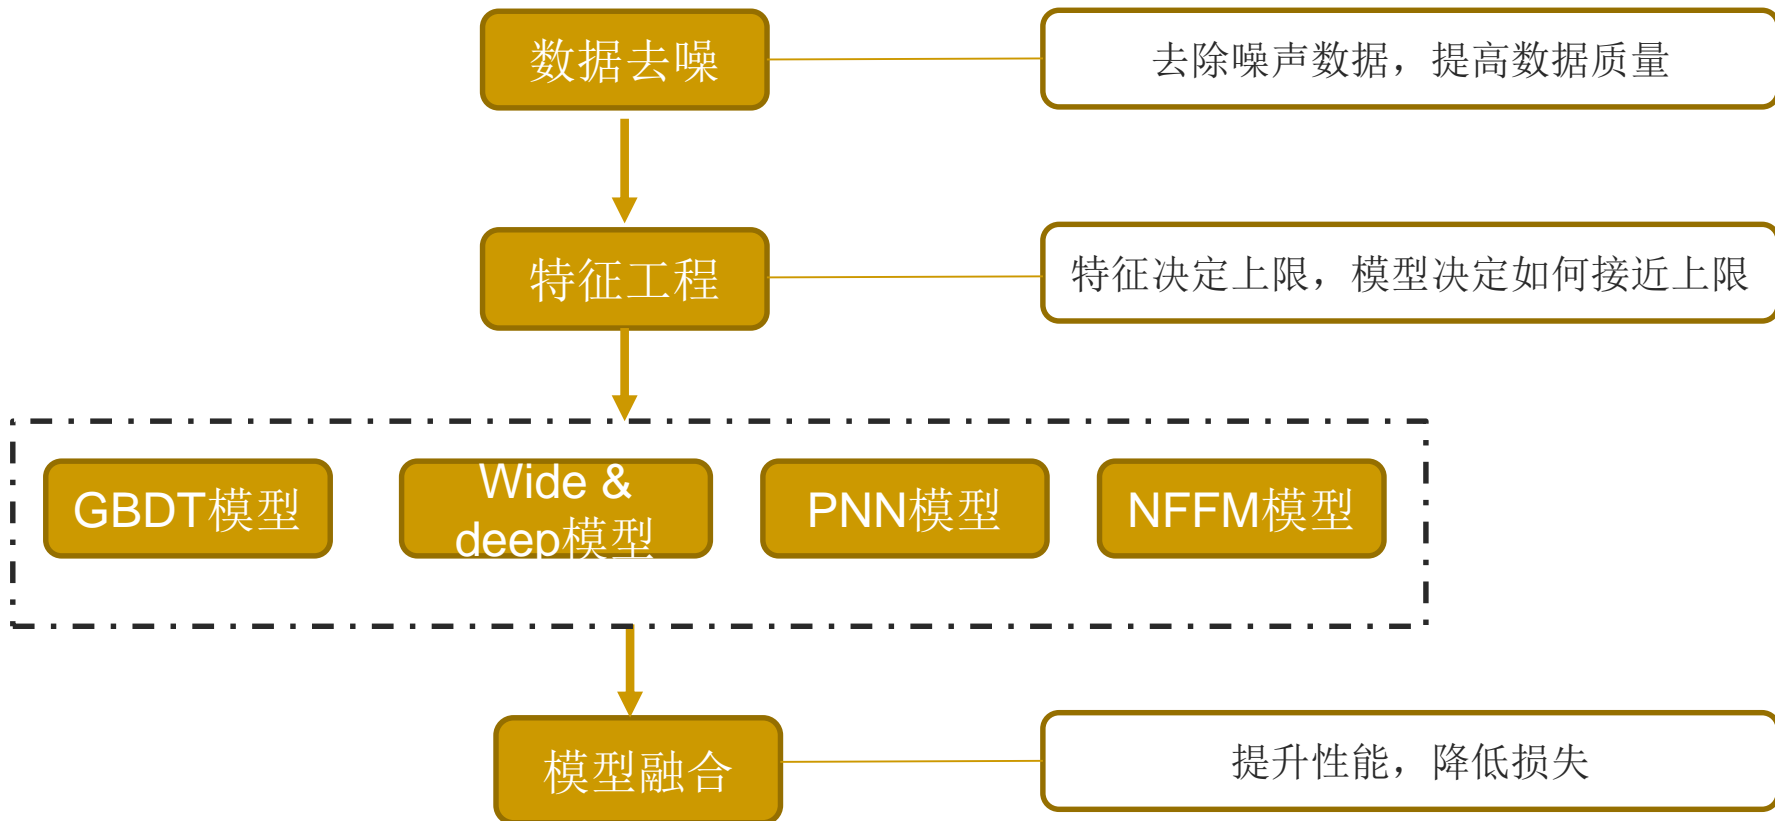 数据去噪
去除噪声数据，提高数据质量
特征工程
特征决定上限，模型决定如何接近上限
GBDT模型
Wide &
deep模型
PNN模型
NFFM模型
模型融合
提升性能，降低损失